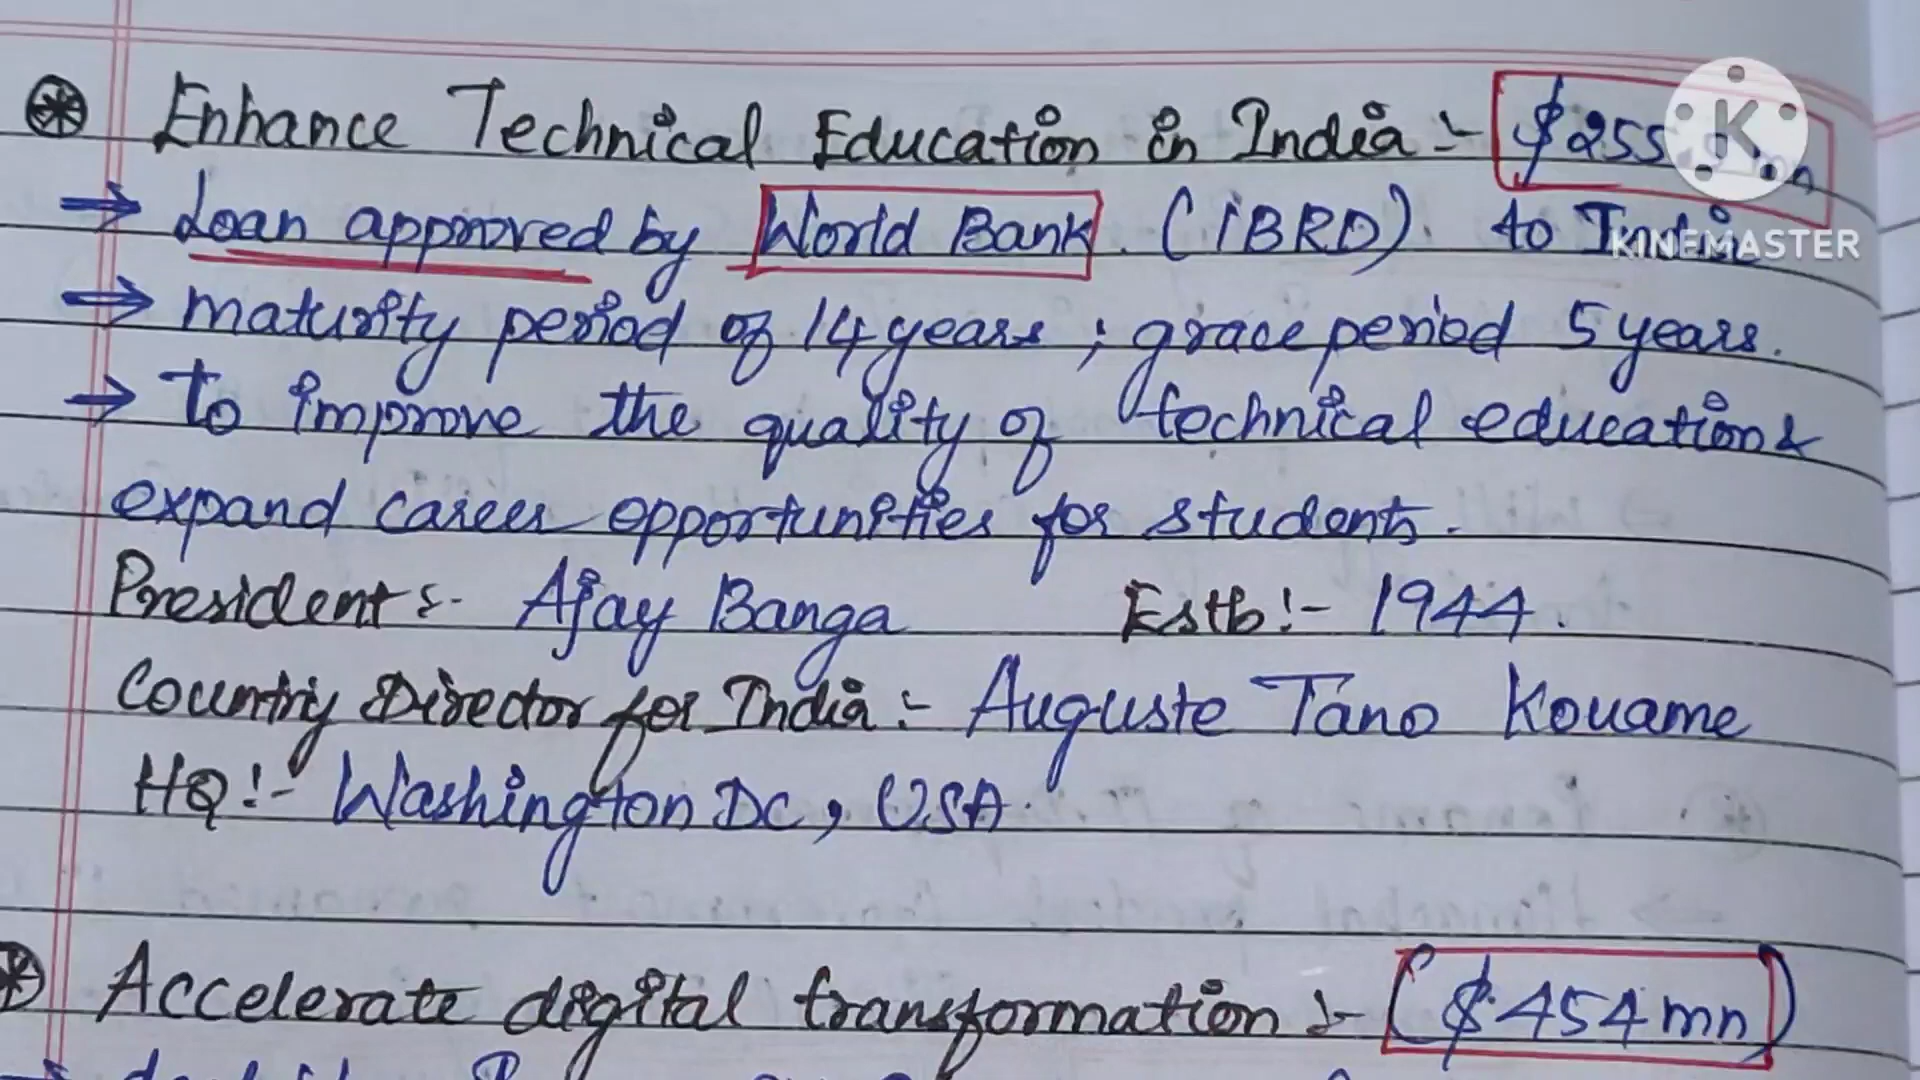 Enhance Technical Education in India :- $255 mn
→ Loan approved by World Bank. (IBRD) to India
KINEMASTER
→ maturity period of 14 years ; grace period 5 years.
→ To improve the quality of technical education &
expand career opportunities for students.
President :- Ajay Banga Estb :- 1944.
Country Director for India :- Auguste Tano Kouame
HQ :- Washington DC, USA.
Accelerate digital transformation :- ($454 mn)